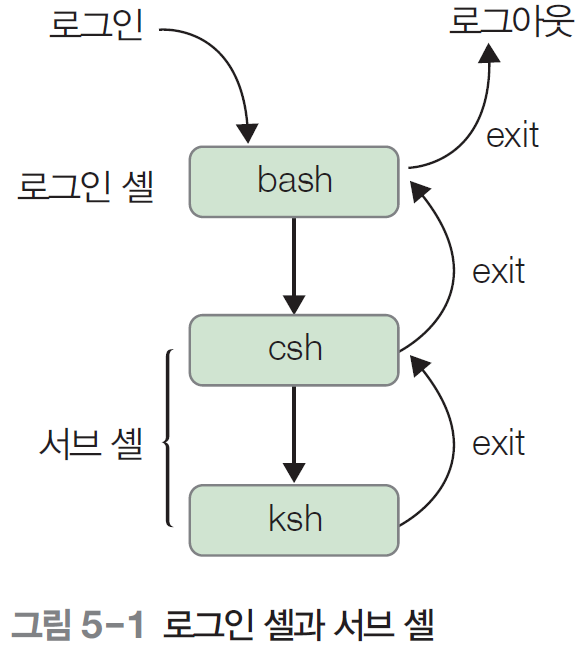 로그인
로그아웃
exit
로그인 셸
bash
exit
csh
서브 셸
exit
ksh
그림 5-1 로그인 셸과 서브 셸